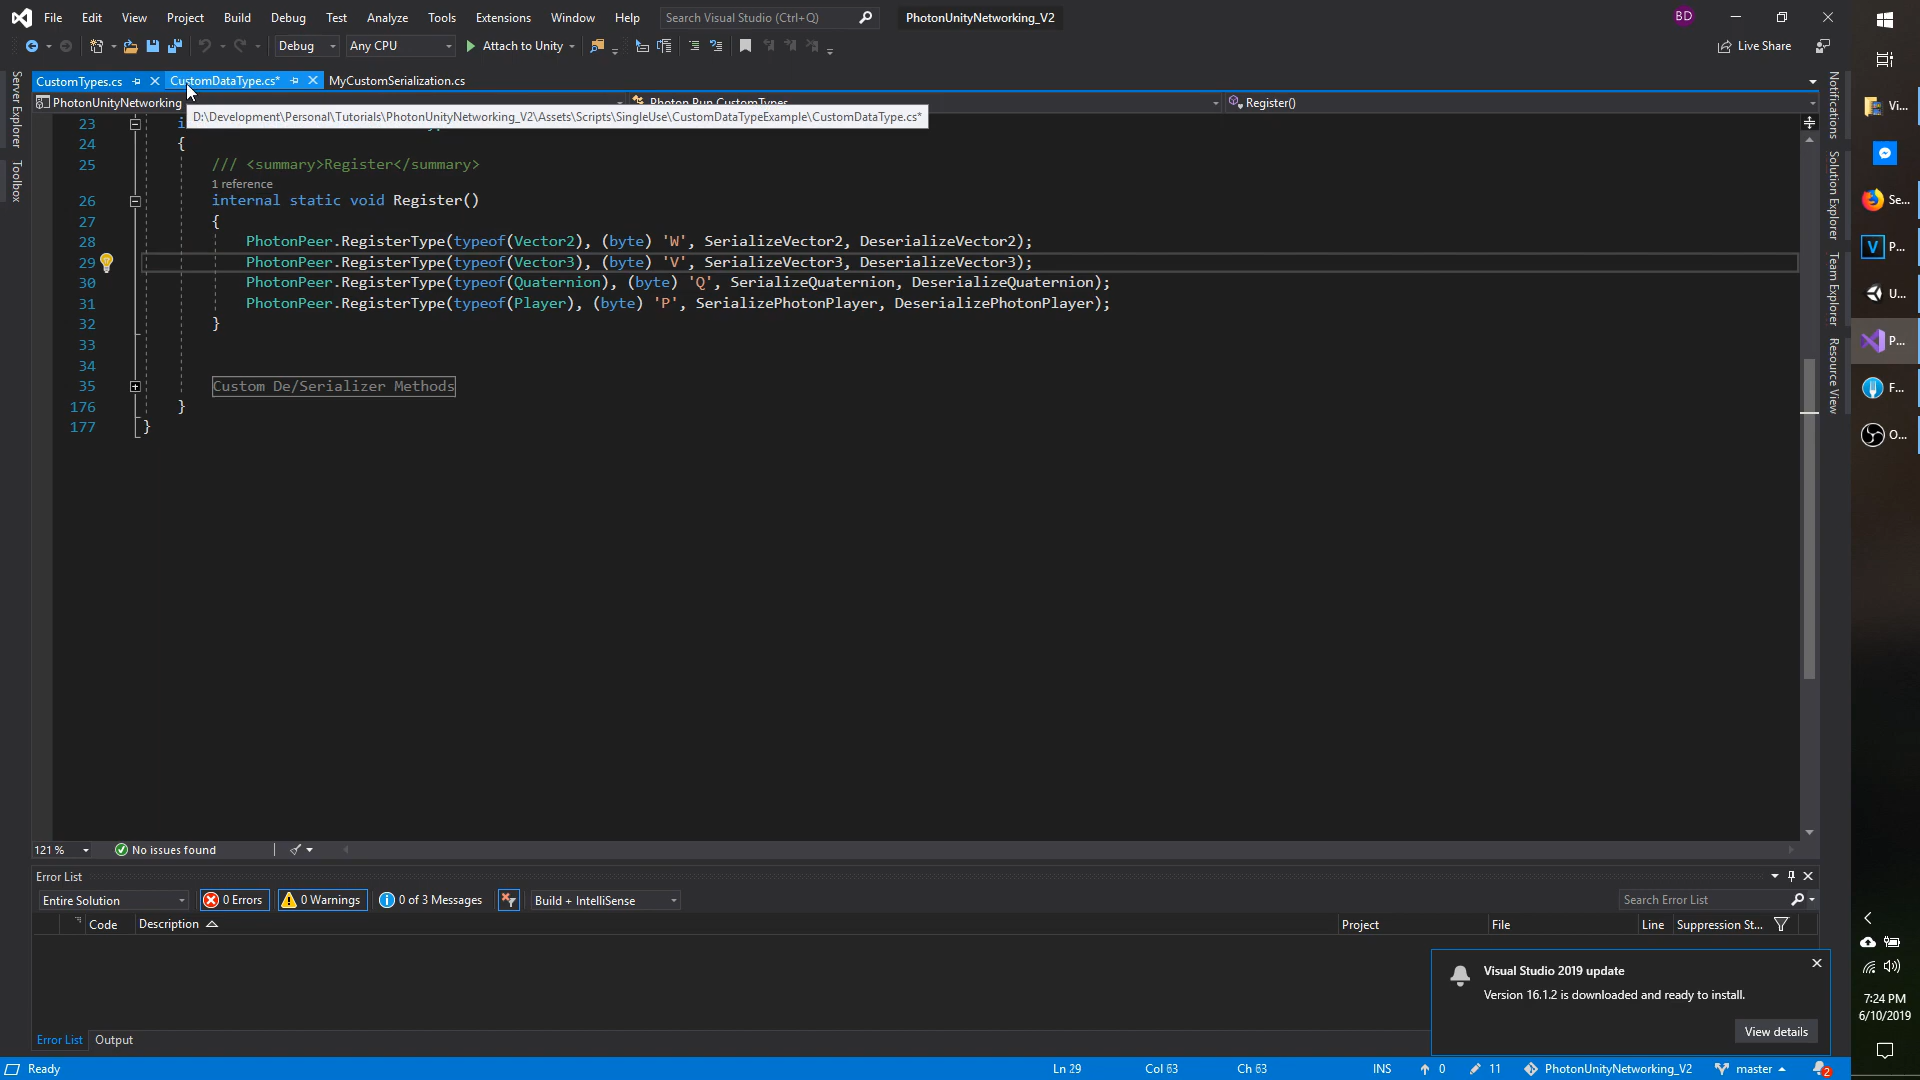 File Edit View Project Build Debug Test Analyze Tools Extensions Window Help Search Visual Studio (Ctrl+Q) PhotonUnityNetworking_V2 BD
Debug Any CPU Attach to Unity Live Share
CustomTypes.cs CustomDataType.cs* MyCustomSerialization.cs
PhotonUnityNetworking Photon.Pun.CustomTypes Register()
D:\Development\Personal\Tutorials\PhotonUnityNetworking_V2\Assets\Scripts\SingleUse\CustomDataTypeExample\CustomDataType.cs*
23
24 {
25 /// <summary>Register</summary>
1 reference
26 internal static void Register()
27 {
28 PhotonPeer.RegisterType(typeof(Vector2), (byte) 'W', SerializeVector2, DeserializeVector2);
29 PhotonPeer.RegisterType(typeof(Vector3), (byte) 'V', SerializeVector3, DeserializeVector3);
30 PhotonPeer.RegisterType(typeof(Quaternion), (byte) 'Q', SerializeQuaternion, DeserializeQuaternion);
31 PhotonPeer.RegisterType(typeof(Player), (byte) 'P', SerializePhotonPlayer, DeserializePhotonPlayer);
32 }
33
34
35 Custom De/Serializer Methods
176 }
177 }
121 % No issues found
Error List
Entire Solution 0 Errors 0 Warnings 0 of 3 Messages Build + IntelliSense Search Error List
Code Description Project File Line Suppression St...
Visual Studio 2019 update
Version 16.1.2 is downloaded and ready to install.
View details
Error List Output
Ready Ln 29 Col 63 Ch 63 INS 0 11 PhotonUnityNetworking_V2 master 2
Server Explorer
Toolbox
Notifications
Solution Explorer
Team Explorer
Resource View
Vi...
Se...
P...
U...
P...
F...
O...
7:24 PM
6/10/2019